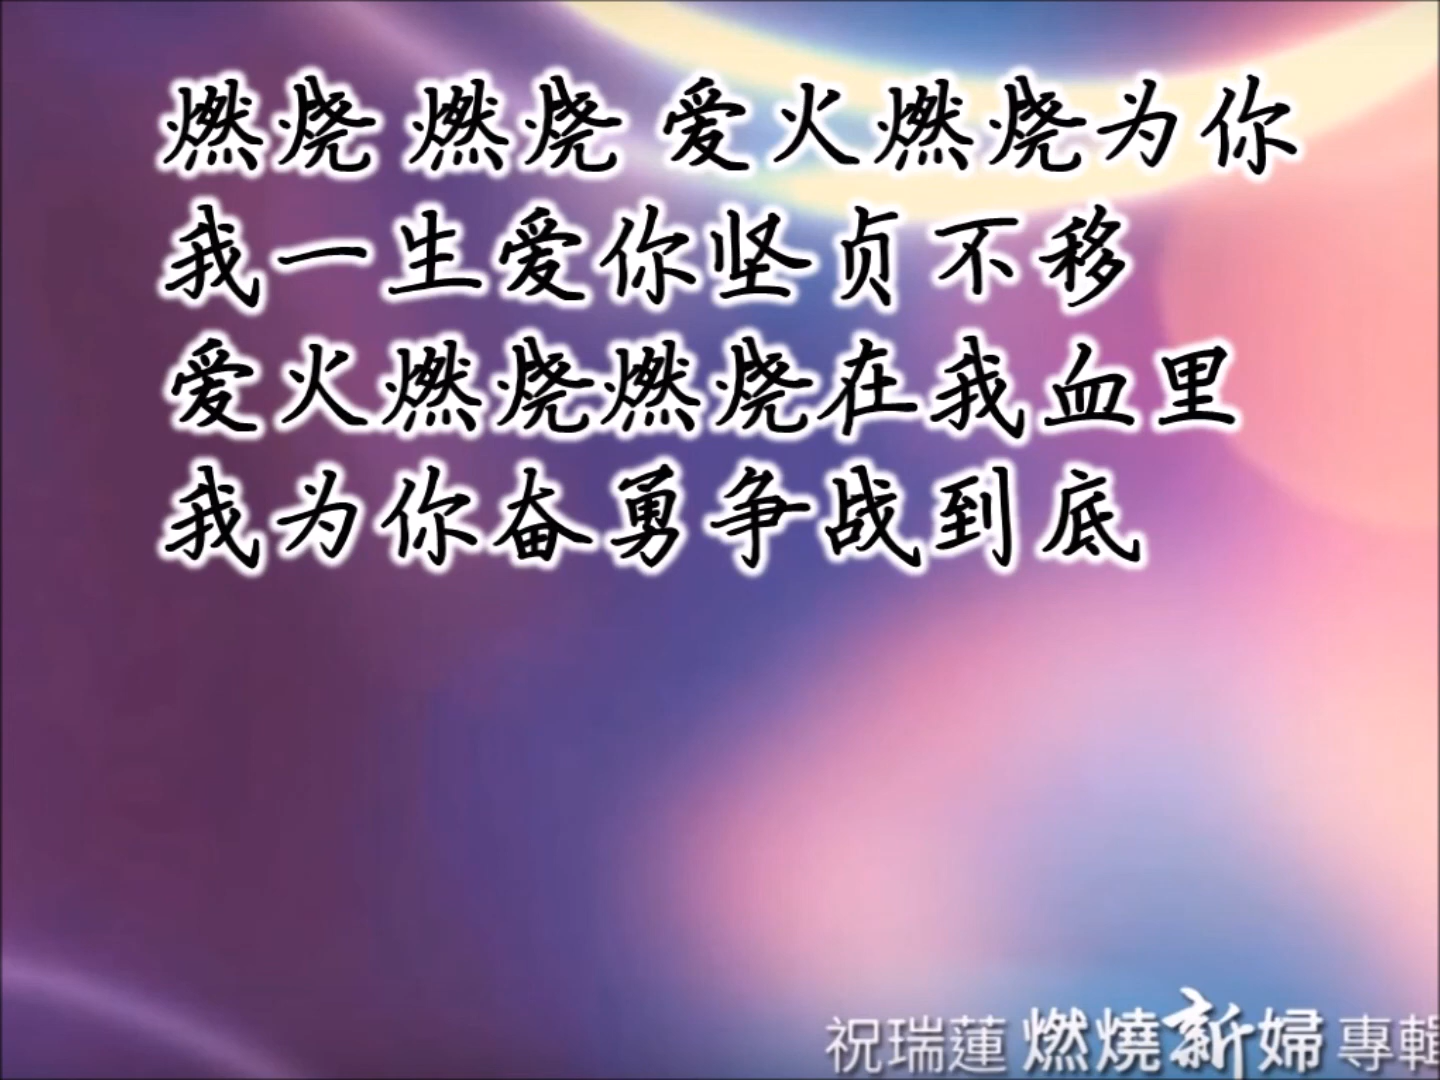 燃烧 燃烧 爱火燃烧为你
我一生爱你坚贞不移
爱火燃烧燃烧在我血里
我为你奋勇争战到底
祝瑞蓮 燃燒新婦 專輯